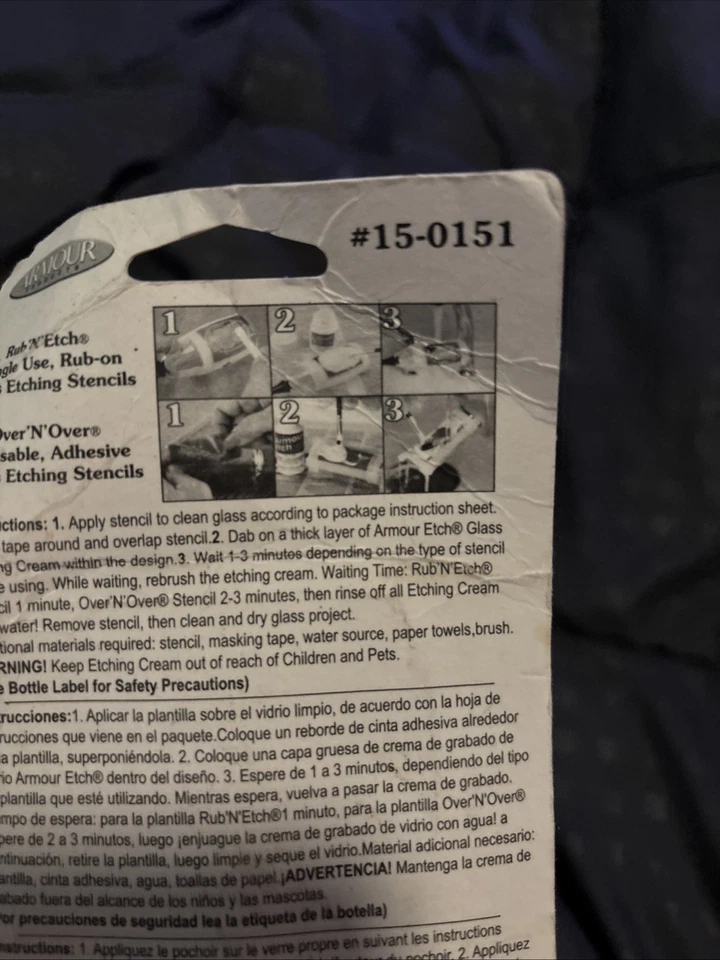 #15-0151
ARMOUR
PRODUCTS
Rub'N'Etch®
gle Use, Rub-on
Etching Stencils
1 2 3
ver'N'Over®
sable, Adhesive
Etching Stencils
1 2 3
ctions: 1. Apply stencil to clean glass according to package instruction sheet.
tape around and overlap stencil.2. Dab on a thick layer of Armour Etch® Glass
ng Cream within the design.3. Wait 1-3 minutes depending on the type of stencil
e using. While waiting, rebrush the etching cream. Waiting Time: Rub'N'Etch®
cil 1 minute, Over'N'Over® Stencil 2-3 minutes, then rinse off all Etching Cream
water! Remove stencil, then clean and dry glass project.
tional materials required: stencil, masking tape, water source, paper towels,brush.
RNING! Keep Etching Cream out of reach of Children and Pets.
e Bottle Label for Safety Precautions)
rucciones:1. Aplicar la plantilla sobre el vidrio limpio, de acuerdo con la hoja de
rucciones que viene en el paquete.Coloque un reborde de cinta adhesiva alrededor
a plantilla, superponiéndola. 2. Coloque una capa gruesa de crema de grabado de
io Armour Etch® dentro del diseño. 3. Espere de 1 a 3 minutos, dependiendo del tipo
plantilla que esté utilizando. Mientras espera, vuelva a pasar la crema de grabado.
mpo de espera: para la plantilla Rub'N'Etch®1 minuto, para la plantilla Over'N'Over®
pere de 2 a 3 minutos, luego ¡enjuague la crema de grabado de vidrio con agua! a
ntinuación, retire la plantilla, luego limpie y seque el vidrio.Material adicional necesario:
antilla, cinta adhesiva, agua, toallas de papel.¡ADVERTENCIA! Mantenga la crema de
abado fuera del alcance de los niños y las mascotas.
or precauciones de seguridad lea la etiqueta de la botella)
nstructions: 1. Appliquez le pochoir sur le verre propre en suivant les instructions
pochoir. 2. Appliquez